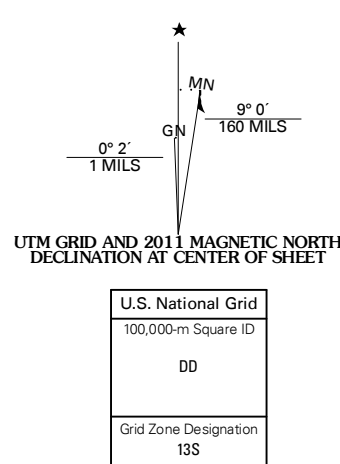 ★
MN
GN
9° 0´
160 MILS
0° 2´
1 MILS
UTM GRID AND 2011 MAGNETIC NORTH
DECLINATION AT CENTER OF SHEET
U.S. National Grid
100,000-m Square ID
DD
Grid Zone Designation
13S